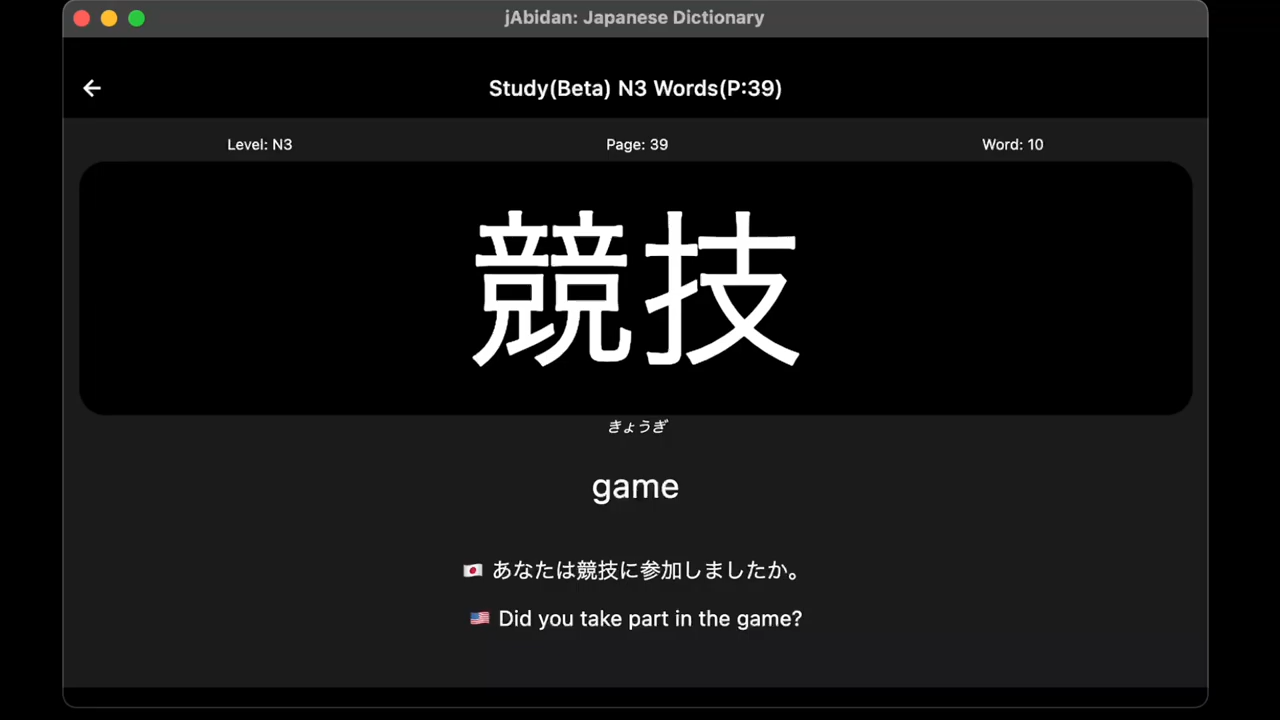 jAbidan: Japanese Dictionary
Study(Beta) N3 Words(P:39)
Level: N3 Page: 39 Word: 10
競技
きょうぎ
game
あなたは競技に参加しましたか。
Did you take part in the game?